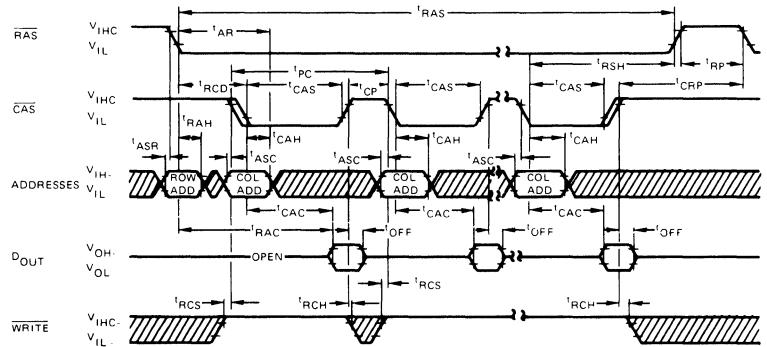 tRAS
RAS VIHC tAR
VIL tRSH tRP
tPC
tRCD tCAS tCP tCAS tCAS tCRP
CAS VIHC
VIL tRAH tCAH tCAH tCAH
tASR tASC tASC tASC
ADDRESSES VIH- ROW ADD COL ADD COL ADD COL ADD
VIL
tCAC tCAC tCAC
tRAC tOFF tOFF tOFF
DOUT VOH- OPEN
VOL
tRCS tRCH tRCS tRCH
WRITE VIHC-
VIL-